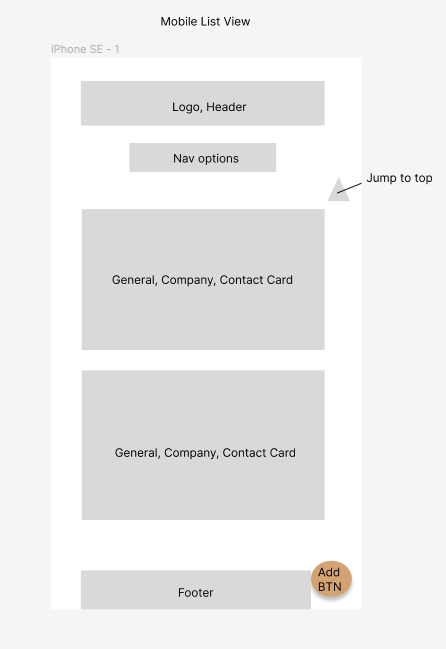 Mobile List View
iPhone SE - 1
Logo, Header
Nav options
Jump to top
General, Company, Contact Card
General, Company, Contact Card
Add
BTN
Footer